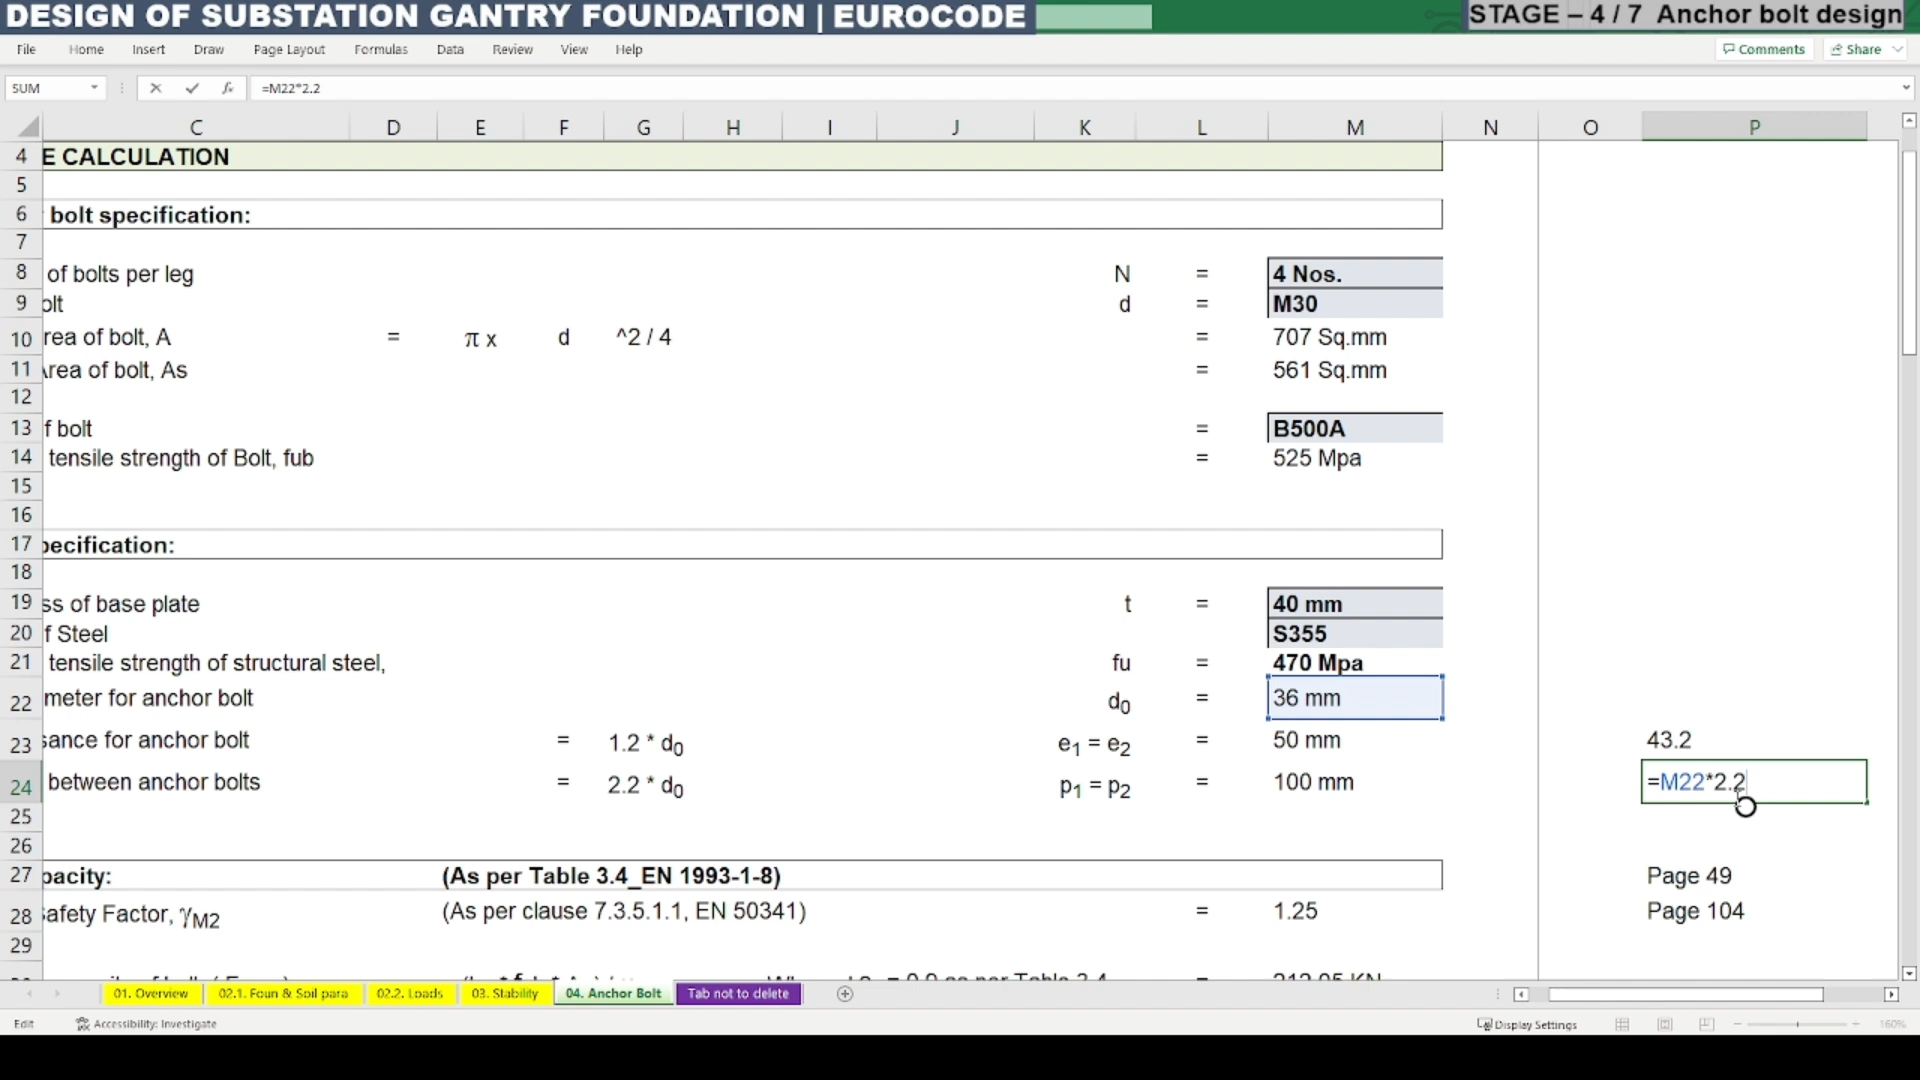 DESIGN OF SUBSTATION GANTRY FOUNDATION | EUROCODE
STAGE – 4 / 7 Anchor bolt design
File Home Insert Draw Page Layout Formulas Data Review View Help Comments Share
SUM =M22*2.2
C D E F G H I J K L M N O P
4 E CALCULATION
5
6 bolt specification:
7
8 of bolts per leg N = 4 Nos.
9 olt d = M30
10 rea of bolt, A = π x d ^2 / 4 = 707 Sq.mm
11 Area of bolt, As = 561 Sq.mm
12
13 f bolt = B500A
14 tensile strength of Bolt, fub = 525 Mpa
15
16
17 pecification:
18
19 ss of base plate t = 40 mm
20 f Steel S355
21 tensile strength of structural steel, fu = 470 Mpa
22 meter for anchor bolt d0 = 36 mm
23 sance for anchor bolt = 1.2 * d0 e1 = e2 = 50 mm 43.2
24 between anchor bolts = 2.2 * d0 p1 = p2 = 100 mm =M22*2.2
25
26
27 pacity: (As per Table 3.4_EN 1993-1-8) Page 49
28 Safety Factor, γM2 (As per clause 7.3.5.1.1, EN 50341) = 1.25 Page 104
29
01. Overview 02.1. Foun & Soil para 02.2. Loads 03. Stability 04. Anchor Bolt Tab not to delete
Edit Accessibility: Investigate Display Settings 160%